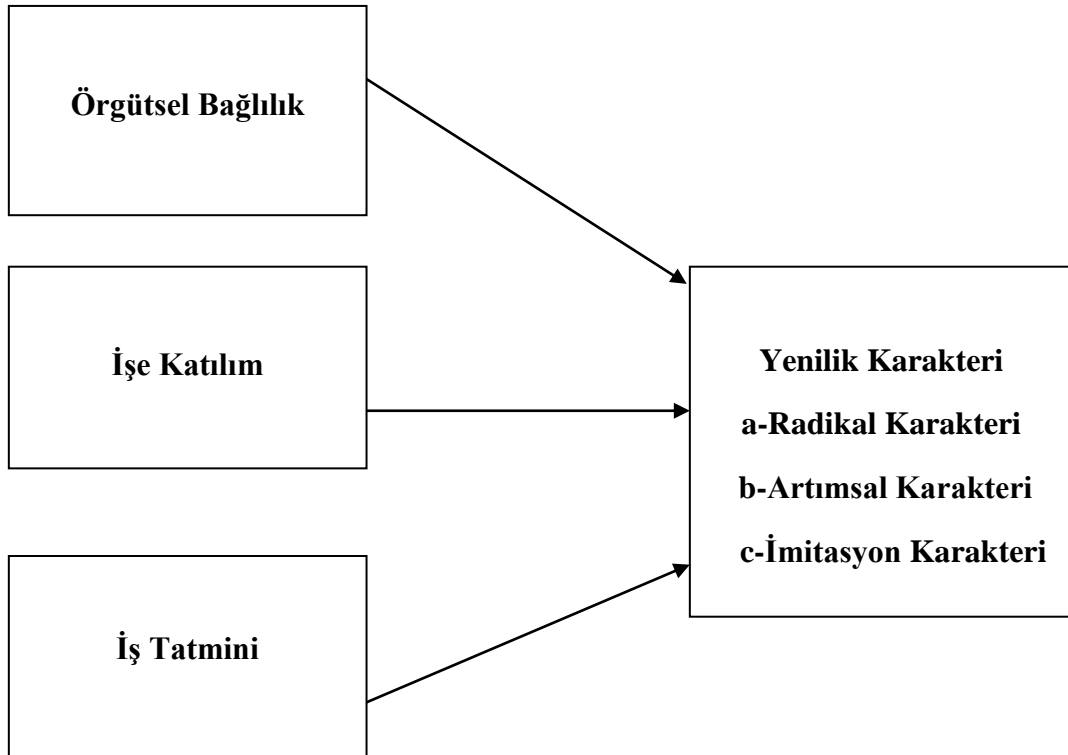 Örgütsel Bağlılık
İşe Katılım
İş Tatmini
Yenilik Karakteri
a-Radikal Karakteri
b-Artımsal Karakteri
c-İmitasyon Karakteri